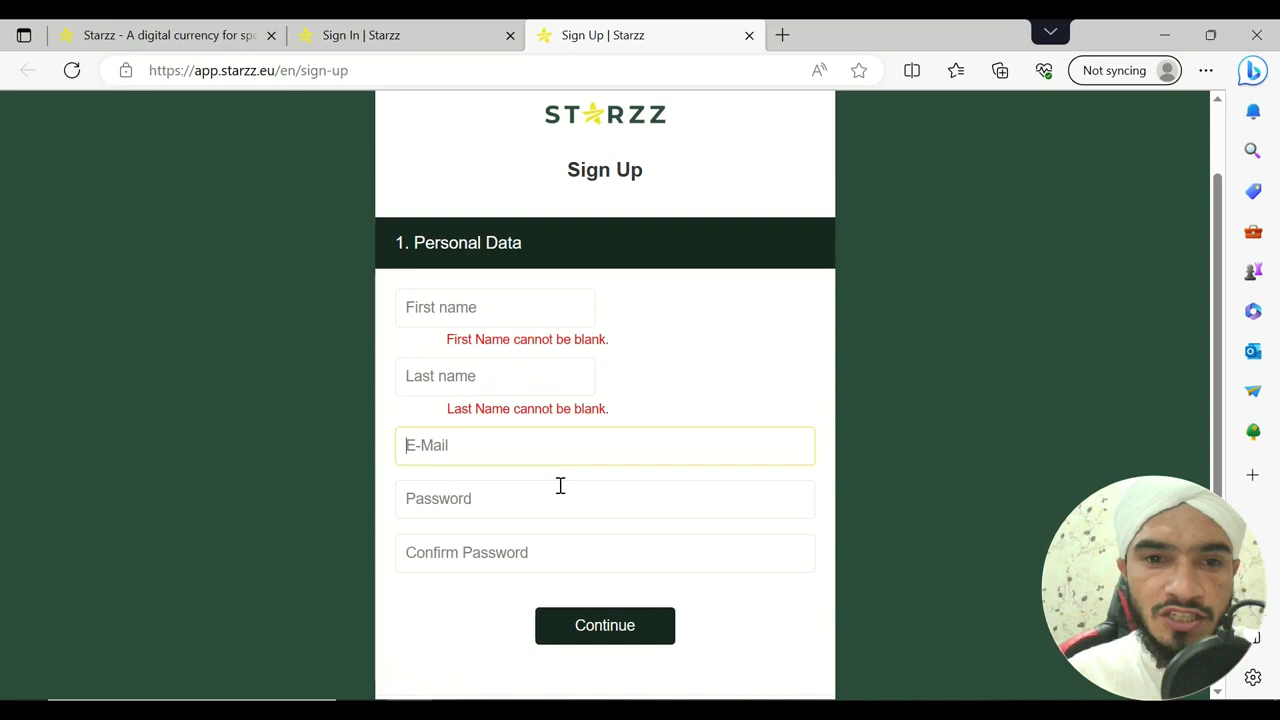 Starzz - A digital currency for spo
Sign In | Starzz
Sign Up | Starzz
https://app.starzz.eu/en/sign-up
Not syncing
STARZZ
Sign Up
1. Personal Data
First name
First Name cannot be blank.
Last name
Last Name cannot be blank.
E-Mail
Password
Confirm Password
Continue